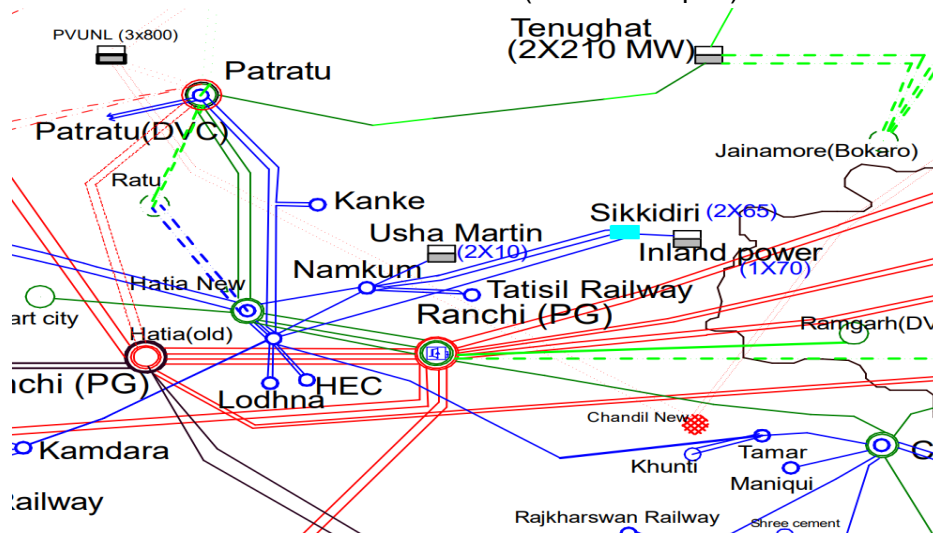 Tenughat
(2X210 MW)
PVUNL (3x800)
Patratu
Patratu(DVC)
Jainamore(Bokaro)
Ratu
Kanke
Sikkidiri (2X65)
Usha Martin
(2X10)
Inland power
(1X70)
Namkum
Hatia New
Tatisil Railway
Ranchi (PG)
art city
Hatia(old)
Ramgarh(DV
nchi (PG)
Lodhna
HEC
Chandil New
Kamdara
Khunti
Tamar
Maniqui
C
Railway
Rajkharswan Railway
Shree cement